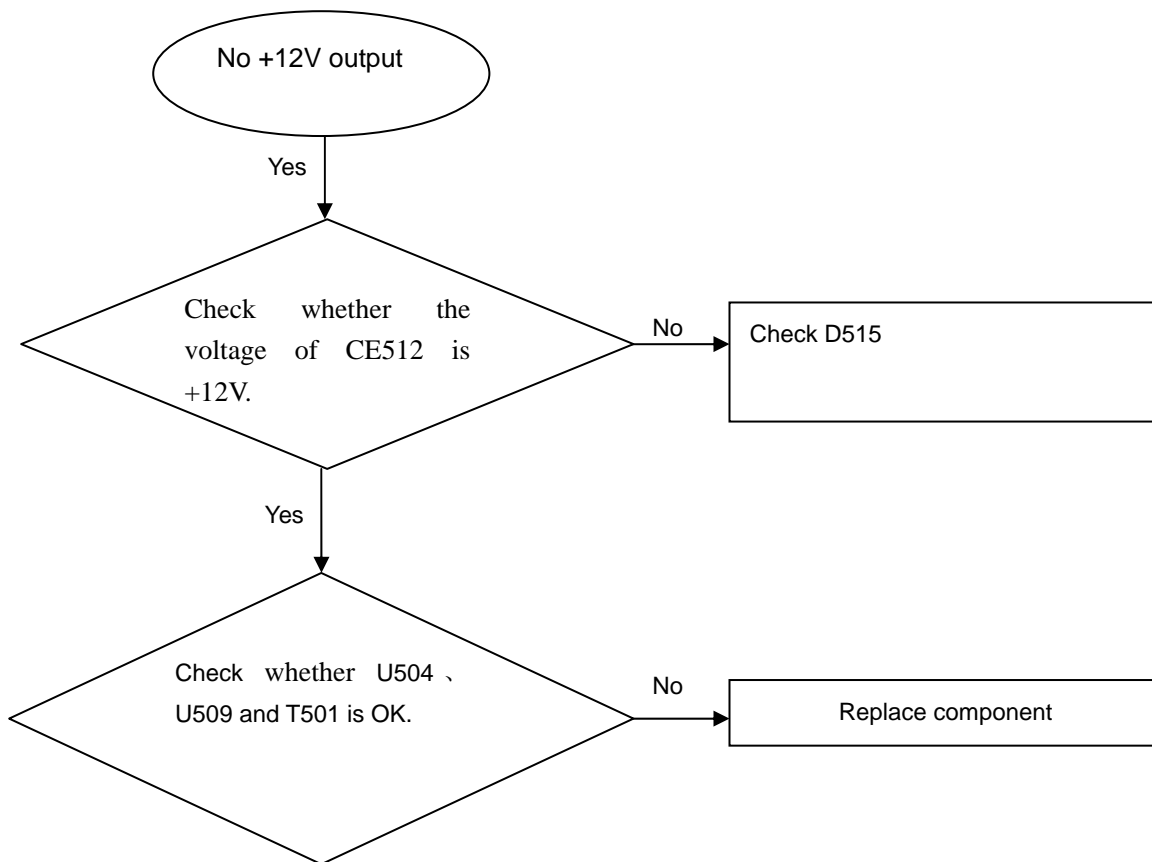 No +12V output
Yes
Check whether the
voltage of CE512 is
+12V.
No
Check D515
Yes
Check whether U504 、
U509 and T501 is OK.
No
Replace component